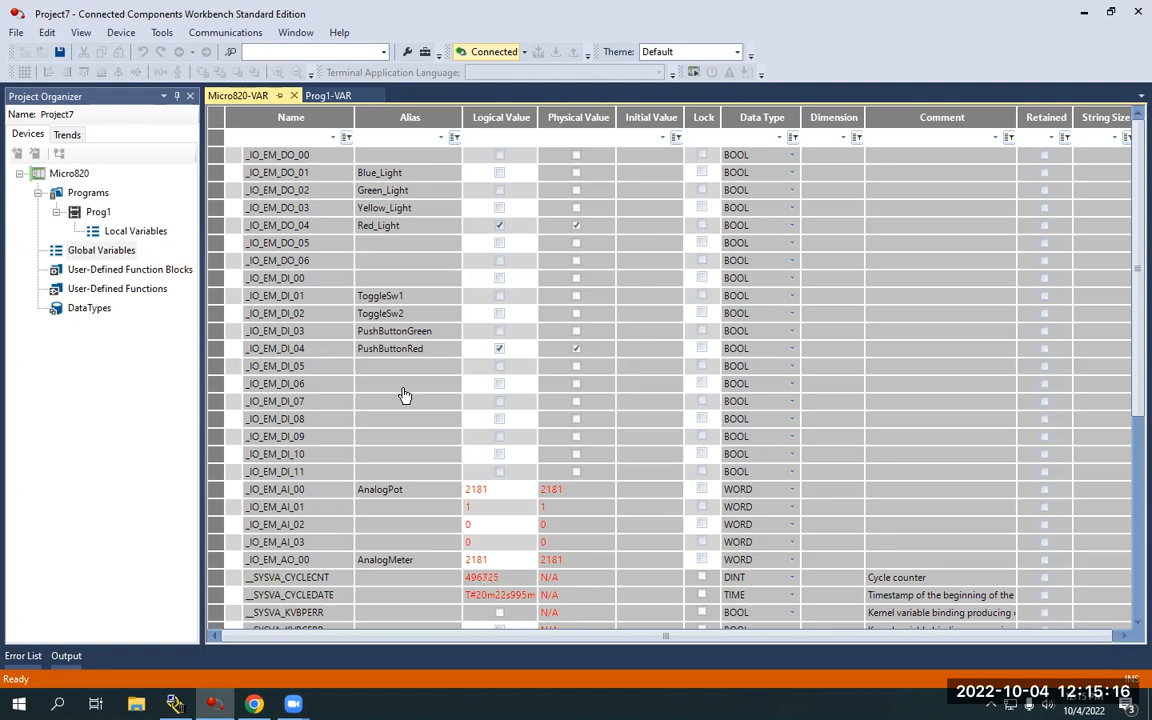 Project7 - Connected Components Workbench Standard Edition
File Edit View Device Tools Communications Window Help
Connected Theme: Default
Terminal Application Language:
Project Organizer
Micro820-VAR Prog1-VAR
Name: Project7
Devices Trends
Micro820
Programs
Prog1
Local Variables
Global Variables
User-Defined Function Blocks
User-Defined Functions
DataTypes
Name Alias Logical Value Physical Value Initial Value Lock Data Type Dimension Comment Retained String Size
_IO_EM_DO_00 BOOL
_IO_EM_DO_01 Blue_Light BOOL
_IO_EM_DO_02 Green_Light BOOL
_IO_EM_DO_03 Yellow_Light BOOL
_IO_EM_DO_04 Red_Light BOOL
_IO_EM_DO_05 BOOL
_IO_EM_DO_06 BOOL
_IO_EM_DI_00 BOOL
_IO_EM_DI_01 ToggleSw1 BOOL
_IO_EM_DI_02 ToggleSw2 BOOL
_IO_EM_DI_03 PushButtonGreen BOOL
_IO_EM_DI_04 PushButtonRed BOOL
_IO_EM_DI_05 BOOL
_IO_EM_DI_06 BOOL
_IO_EM_DI_07 BOOL
_IO_EM_DI_08 BOOL
_IO_EM_DI_09 BOOL
_IO_EM_DI_10 BOOL
_IO_EM_DI_11 BOOL
_IO_EM_AI_00 AnalogPot 2181 2181 WORD
_IO_EM_AI_01 1 1 WORD
_IO_EM_AI_02 0 0 WORD
_IO_EM_AI_03 0 0 WORD
_IO_EM_AO_00 AnalogMeter 2181 2181 WORD
__SYSVA_CYCLECNT 496325 N/A DINT Cycle counter
__SYSVA_CYCLEDATE T#20m22s995m N/A TIME Timestamp of the beginning of the
__SYSVA_KVBPERR N/A BOOL Kernel variable binding producing
Error List Output
Ready
2022-10-04 12:15:16
10/4/2022